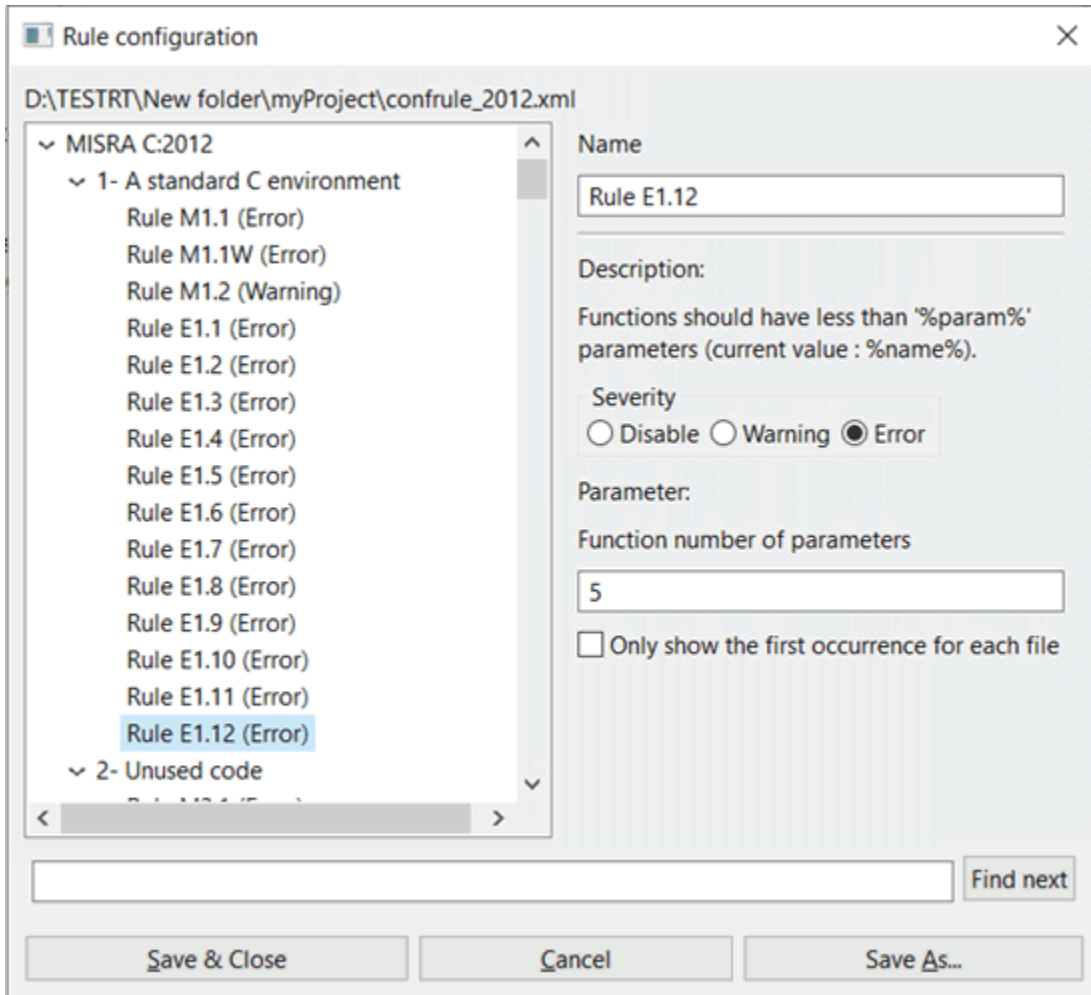 Rule configuration
D:\TESTRT\New folder\myProject\confrule_2012.xml
MISRA C:2012
1- A standard C environment
Rule M1.1 (Error)
Rule M1.1W (Error)
Rule M1.2 (Warning)
Rule E1.1 (Error)
Rule E1.2 (Error)
Rule E1.3 (Error)
Rule E1.4 (Error)
Rule E1.5 (Error)
Rule E1.6 (Error)
Rule E1.7 (Error)
Rule E1.8 (Error)
Rule E1.9 (Error)
Rule E1.10 (Error)
Rule E1.11 (Error)
Rule E1.12 (Error)
2- Unused code
Name
Rule E1.12
Description:
Functions should have less than '%param%'
parameters (current value : %name%).
Severity
Disable Warning Error
Parameter:
Function number of parameters
5
Only show the first occurrence for each file
Find next
Save & Close Cancel Save As...